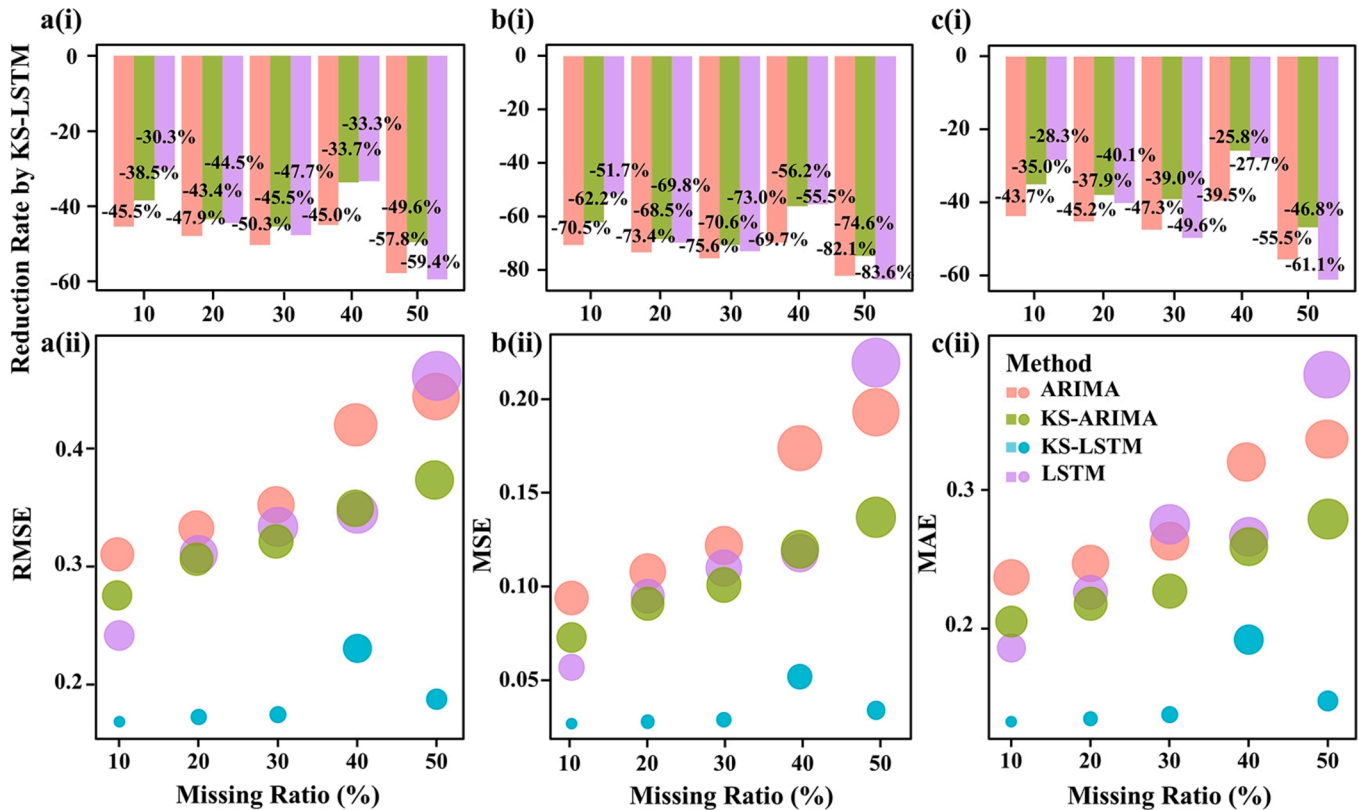 a(i)
b(i)
c(i)
Reduction Rate by KS-LSTM
0
-20
-40
-60
-30.3%
-38.5%
-45.5%
-44.5%
-43.4%
-47.9%
-47.7%
-45.5%
-50.3%
-33.3%
-33.7%
-45.0%
-49.6%
-57.8%
-59.4%
10 20 30 40 50
0
-20
-40
-60
-80
-51.7%
-62.2%
-70.5%
-69.8%
-68.5%
-73.4%
-73.0%
-70.6%
-75.6%
-56.2%
-55.5%
-69.7%
-74.6%
-82.1%
-83.6%
10 20 30 40 50
0
-20
-40
-60
-28.3%
-35.0%
-43.7%
-40.1%
-37.9%
-45.2%
-39.0%
-47.3%
-49.6%
-25.8%
-27.7%
-39.5%
-46.8%
-55.5%
-61.1%
10 20 30 40 50
a(ii)
RMSE
0.4
0.3
0.2
10 20 30 40 50
Missing Ratio (%)
b(ii)
MSE
0.20
0.15
0.10
0.05
10 20 30 40 50
Missing Ratio (%)
c(ii)
MAE
0.3
0.2
Method
ARIMA
KS-ARIMA
KS-LSTM
LSTM
10 20 30 40 50
Missing Ratio (%)